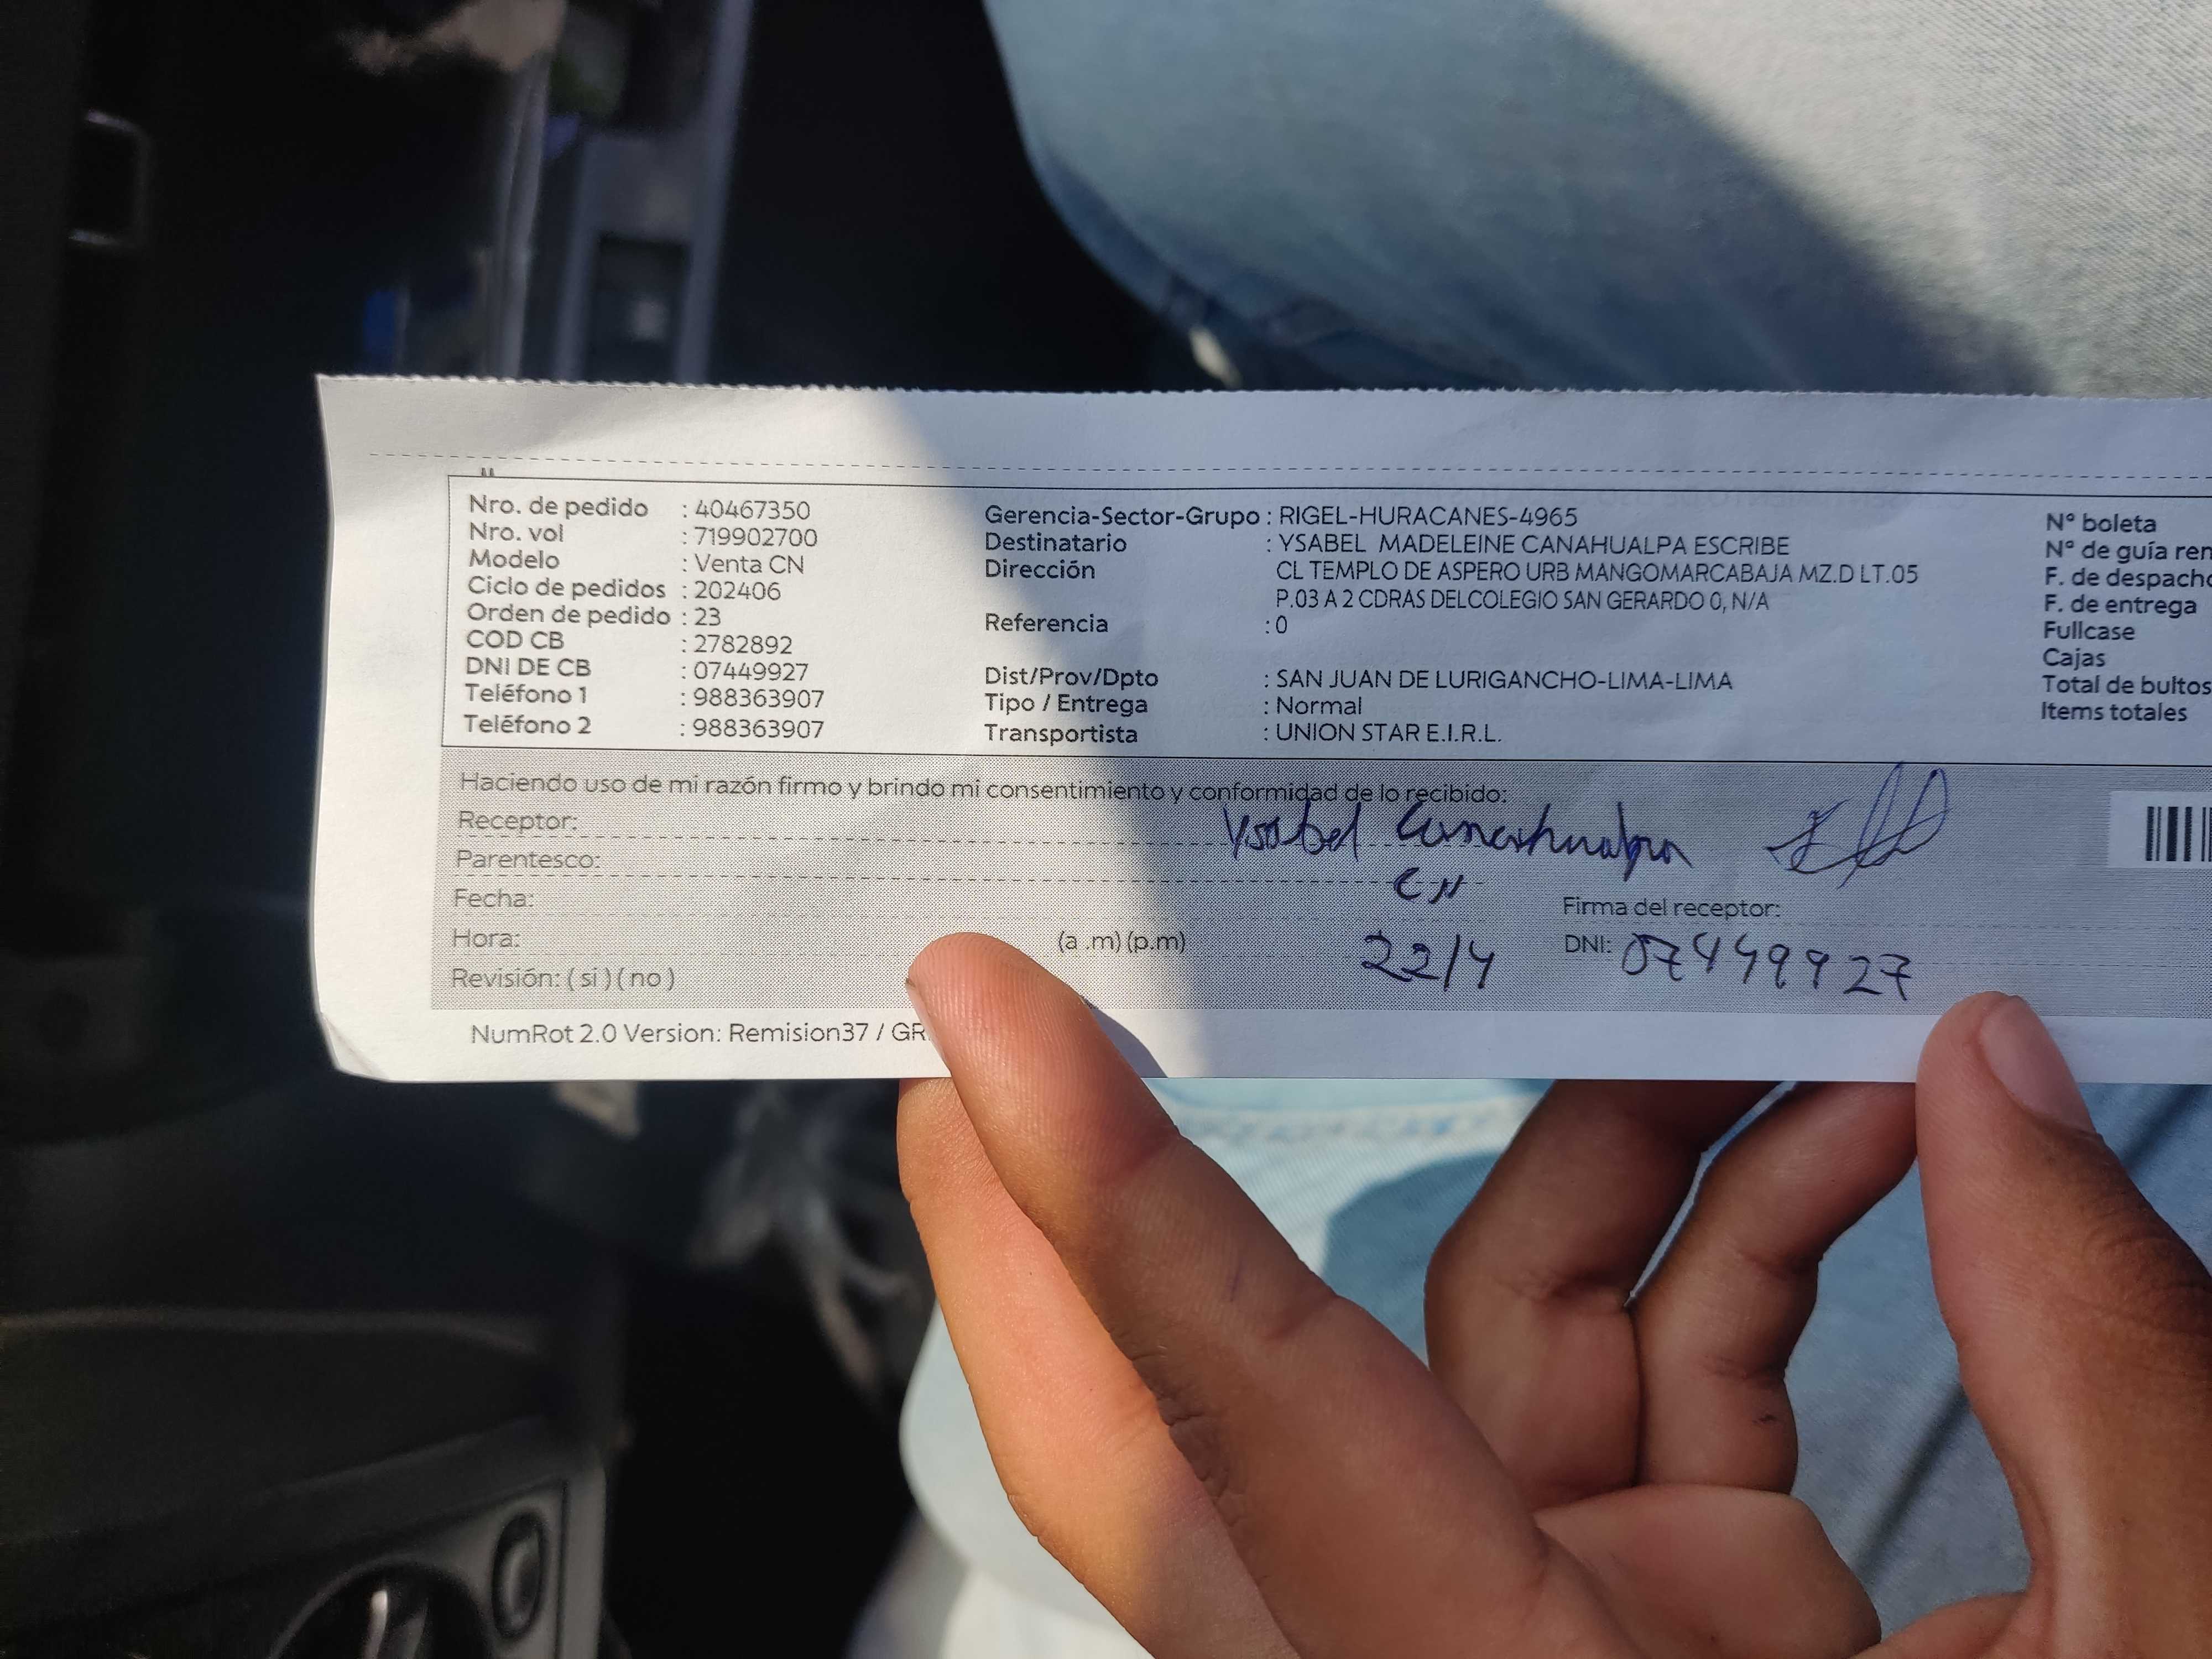 Nro. de pedido : 40467350
Nro. vol : 719902700
Modelo : Venta CN
Ciclo de pedidos : 202406
Orden de pedido : 23
COD CB : 2782892
DNI DE CB : 07449927
Teléfono 1 : 988363907
Teléfono 2 : 988363907
Gerencia-Sector-Grupo : RIGEL-HURACANES-4965
Destinatario : YSABEL MADELEINE CANAHUALPA ESCRIBE
Dirección CL TEMPLO DE ASPERO URB MANGOMARCABAJA MZ.D LT.05
P.03 A 2 CDRAS DELCOLEGIO SAN GERARDO 0, N/A
Referencia : 0
Dist/Prov/Dpto : SAN JUAN DE LURIGANCHO-LIMA-LIMA
Tipo / Entrega : Normal
Transportista : UNION STAR E.I.R.L.
N° boleta
N° de guía rem
F. de despacho
F. de entrega
Fullcase
Cajas
Total de bultos
Items totales
Haciendo uso de mi razón firmo y brindo mi consentimiento y conformidad de lo recibido:
Receptor: Ysabel Canahualpa
Parentesco: CN
Fecha: Firma del receptor:
Hora: (a .m) (p.m) 22/4 DNI: 07449927
Revisión: ( si ) ( no )
NumRot 2.0 Version: Remision37 / GR